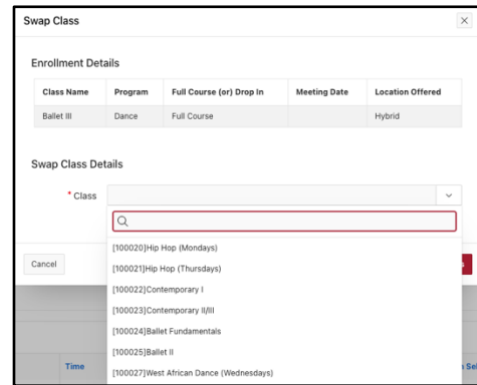 Swap Class
Enrollment Details
Class Name Program Full Course (or) Drop In Meeting Date Location Offered
Ballet III Dance Full Course Hybrid
Swap Class Details
* Class
[100020]Hip Hop (Mondays)
[100021]Hip Hop (Thursdays)
[100022]Contemporary I
[100023]Contemporary II/III
[100024]Ballet Fundamentals
[100025]Ballet II
[100027]West African Dance (Wednesdays)
Cancel
Time